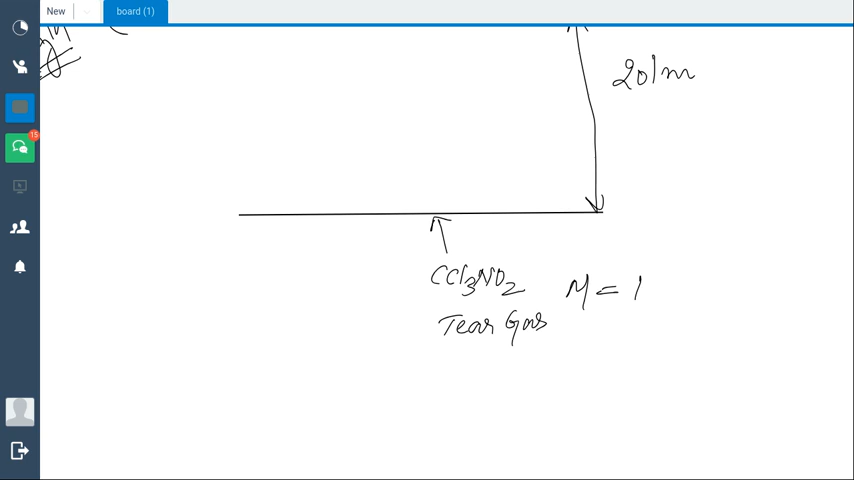 New
board (1)
15
201m
CCl3NO2
M = 1
Tear Gas